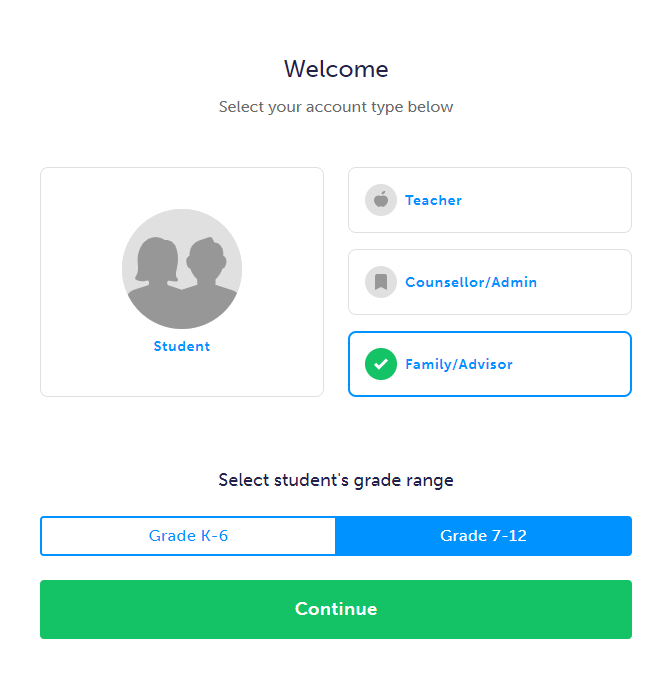 Welcome
Select your account type below
Student
Teacher
Counsellor/Admin
Family/Advisor
Select student's grade range
Grade K-6
Grade 7-12
Continue